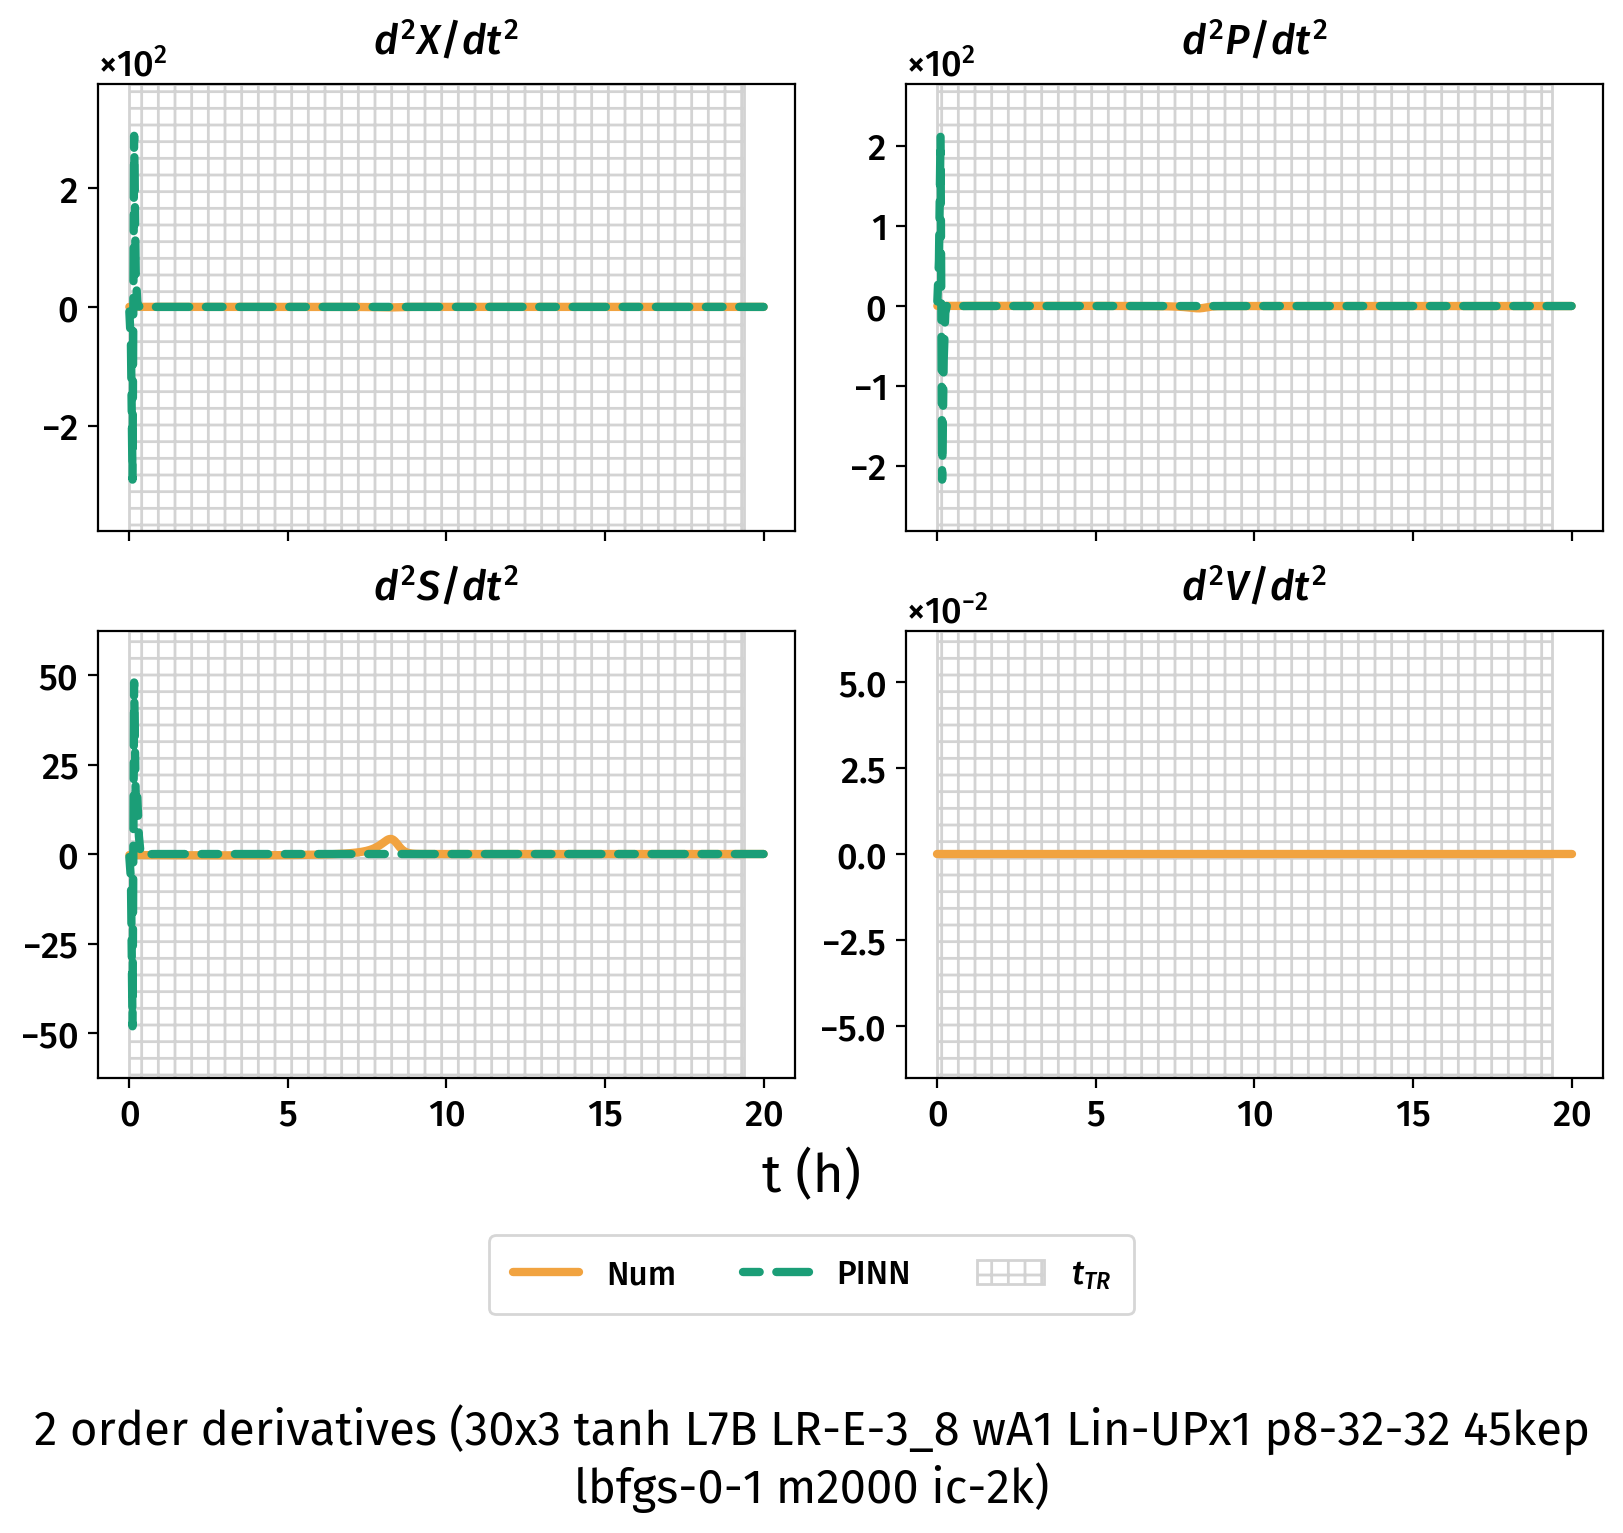 d²X/dt²
×10²
2
0
−2
d²P/dt²
×10²
2
1
0
−1
−2
d²S/dt²
50
25
0
−25
−50
0 5 10 15 20
d²V/dt²
×10⁻²
5.0
2.5
0.0
−2.5
−5.0
0 5 10 15 20
t (h)
Num PINN t_TR
2 order derivatives (30x3 tanh L7B LR-E-3_8 wA1 Lin-UPx1 p8-32-32 45kep
lbfgs-0-1 m2000 ic-2k)